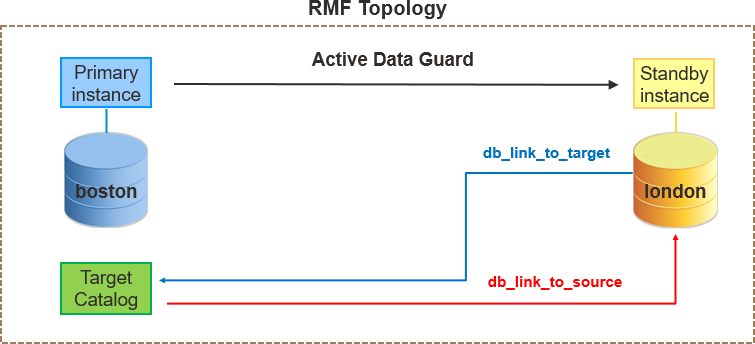 RMF Topology
Active Data Guard
Primary
instance
Standby
instance
db_link_to_target
boston
london
Target
Catalog
db_link_to_source